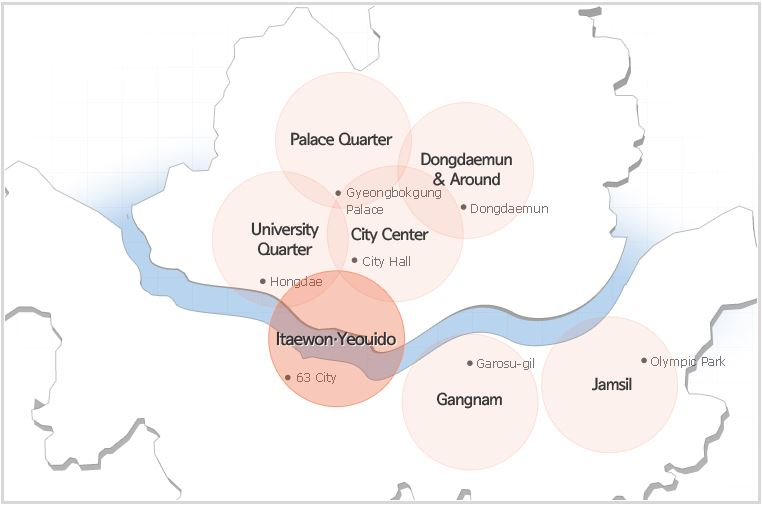 Palace Quarter
Dongdaemun
& Around
Gyeongbokgung
Palace
Dongdaemun
University
Quarter
City Center
City Hall
Hongdae
Itaewon·Yeouido
63 City
Garosu-gil
Gangnam
Olympic Park
Jamsil